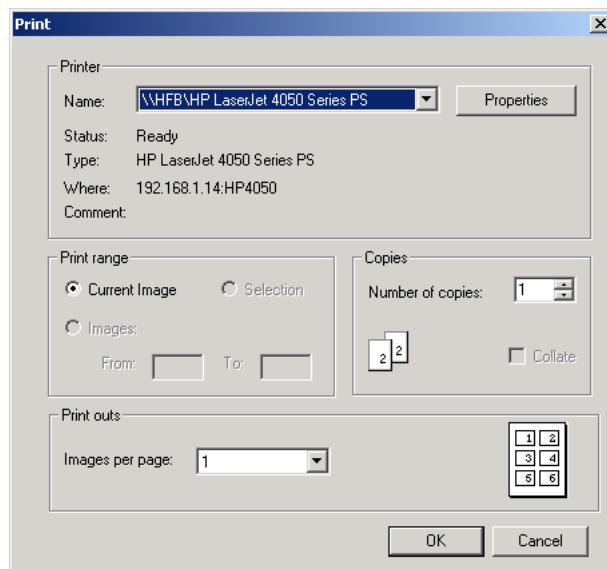 Print
Printer
Name: \\HFB\HP LaserJet 4050 Series PS Properties
Status: Ready
Type: HP LaserJet 4050 Series PS
Where: 192.168.1.14:HP4050
Comment:
Print range
Current Image Selection
Images:
From: To:
Copies
Number of copies: 1
2 2
Collate
Print outs
Images per page: 1
1 2
3 4
5 6
OK Cancel